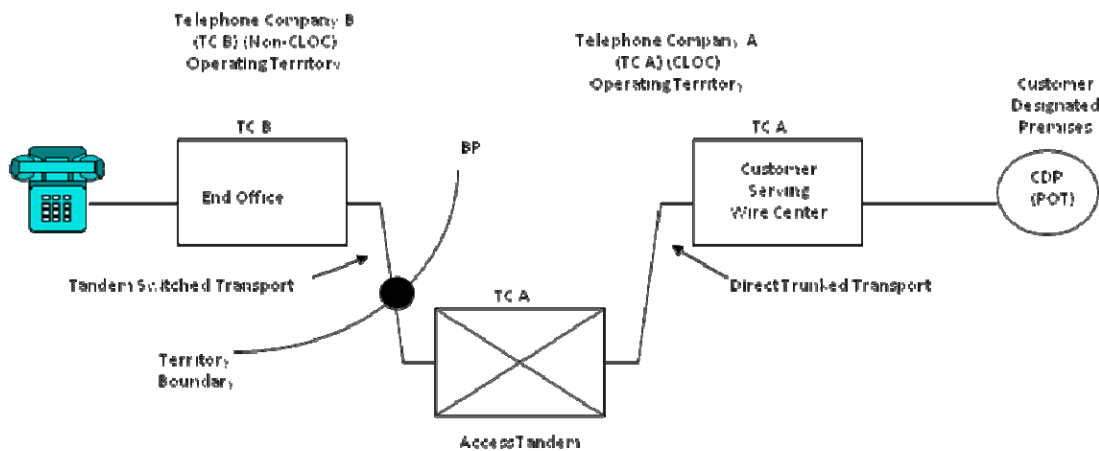 Telephone Company B
(TC B) (Non-CLOC)
Operating Territory
Telephone Company A
(TC A) (CLOC)
Operating Territory
Customer
Designated
Premises
TC B
End Office
BP
TC A
Customer
Serving
Wire Center
CDP
(POT)
Tandem Switched Transport
Direct Trunked Transport
TC A
Territory
Boundary
Access Tandem